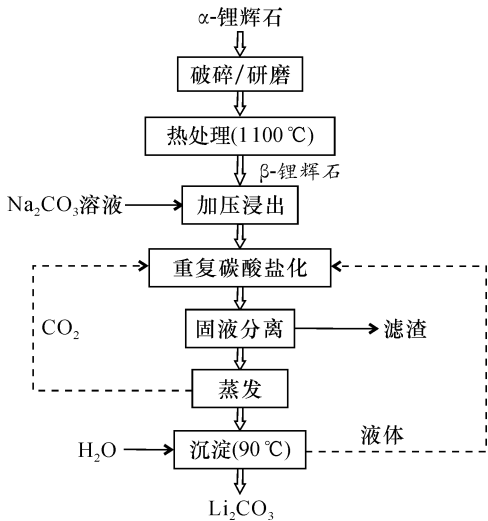 α-锂辉石
破碎/研磨
热处理(1100℃)
β-锂辉石
Na₂CO₃溶液
加压浸出
重复碳酸盐化
CO₂
固液分离
滤渣
蒸发
液体
H₂O
沉淀(90℃)
Li₂CO₃